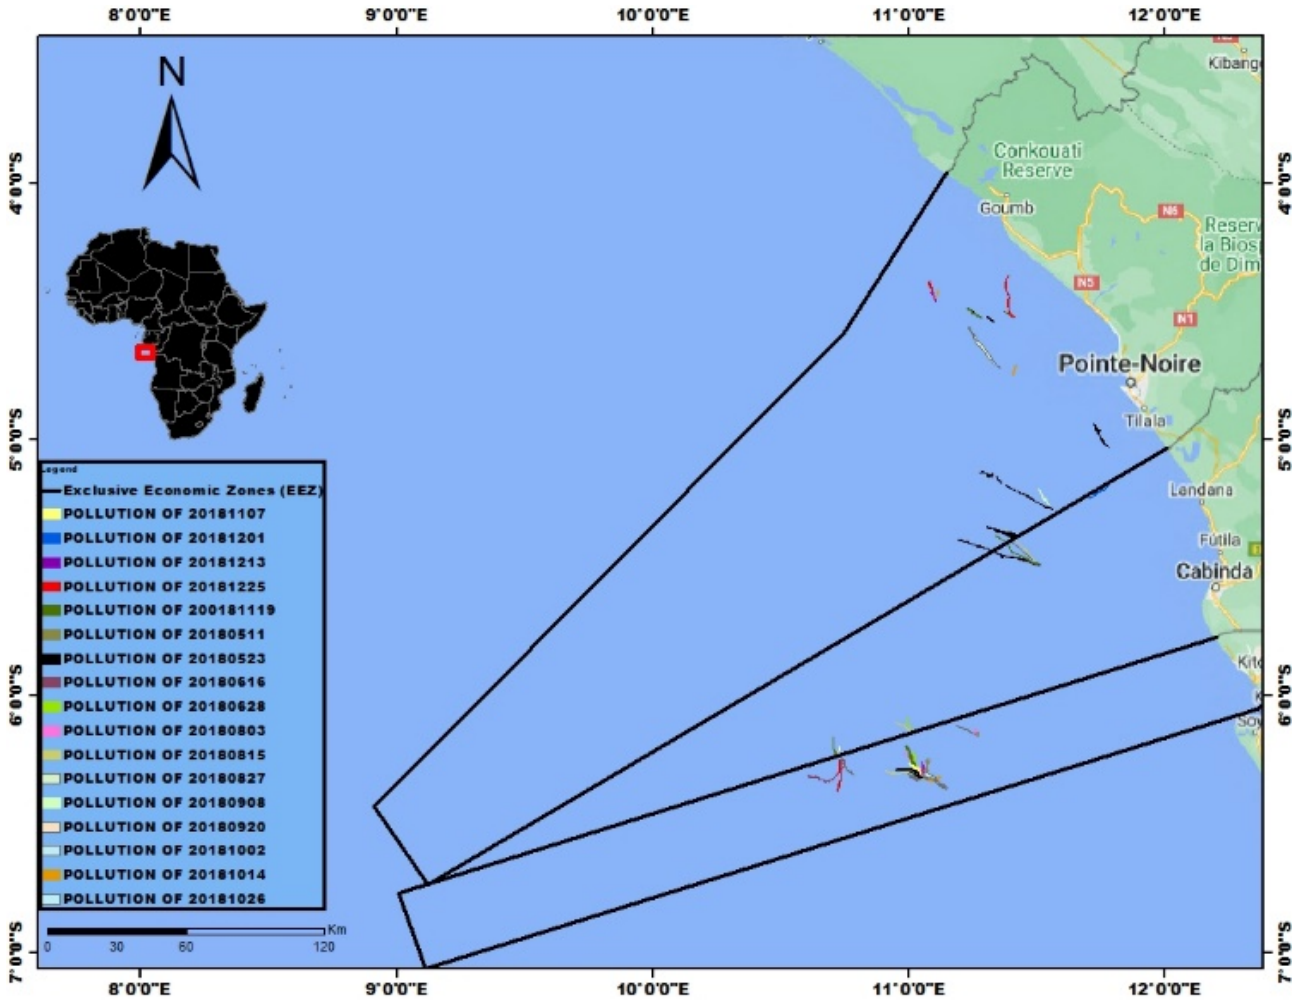 8°0'0"E 9°0'0"E 10°0'0"E 11°0'0"E 12°0'0"E
N
Kibang
4°0'0"S
4°0'0"S
Conkouati
Reserve
Goumb
N6
Reserv
la Bios
de Dim
N5
N1
Pointe-Noire
Tilala
5°0'0"S
5°0'0"S
Legend
Exclusive Economic Zones (EEZ)
POLLUTION OF 20181107
POLLUTION OF 20181201
POLLUTION OF 20181213
POLLUTION OF 20181225
POLLUTION OF 200181119
POLLUTION OF 20180511
POLLUTION OF 20180523
POLLUTION OF 20180616
POLLUTION OF 20180628
POLLUTION OF 20180803
POLLUTION OF 20180815
POLLUTION OF 20180827
POLLUTION OF 20180908
POLLUTION OF 20180920
POLLUTION OF 20181002
POLLUTION OF 20181014
POLLUTION OF 20181026
Landana
Fútila
Cabinda
6°0'0"S
6°0'0"S
Kito
Soy
Km
0 30 60 120
7°0'0"S
7°0'0"S
8°0'0"E 9°0'0"E 10°0'0"E 11°0'0"E 12°0'0"E